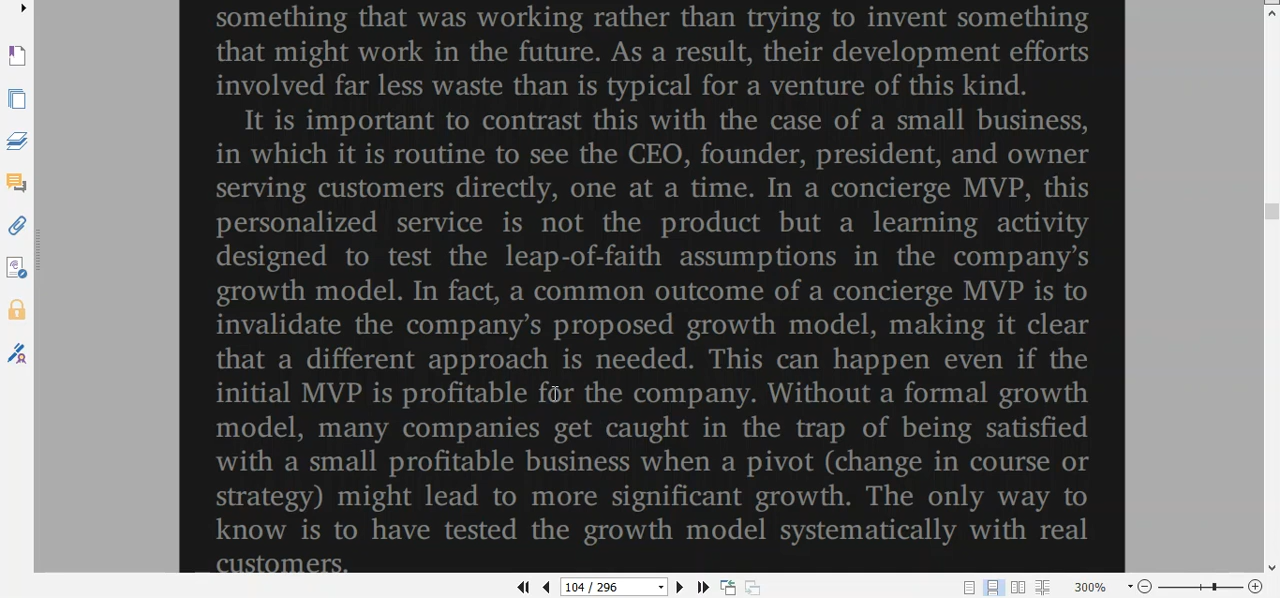 something that was working rather than trying to invent something
that might work in the future. As a result, their development efforts
involved far less waste than is typical for a venture of this kind.
It is important to contrast this with the case of a small business,
in which it is routine to see the CEO, founder, president, and owner
serving customers directly, one at a time. In a concierge MVP, this
personalized service is not the product but a learning activity
designed to test the leap-of-faith assumptions in the company’s
growth model. In fact, a common outcome of a concierge MVP is to
invalidate the company’s proposed growth model, making it clear
that a different approach is needed. This can happen even if the
initial MVP is profitable for the company. Without a formal growth
model, many companies get caught in the trap of being satisfied
with a small profitable business when a pivot (change in course or
strategy) might lead to more significant growth. The only way to
know is to have tested the growth model systematically with real
customers.
104 / 296
300%